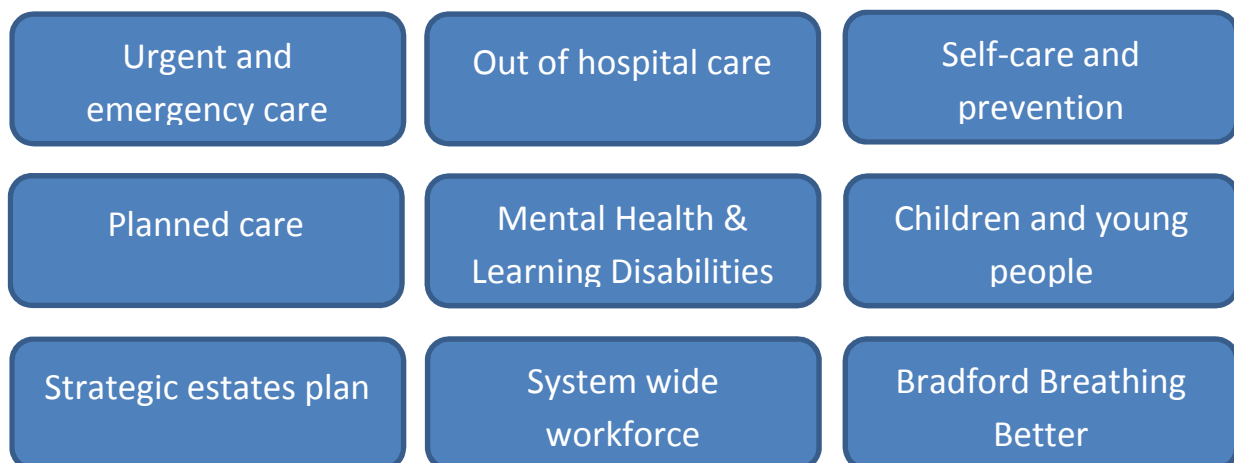 Urgent and
emergency care
Out of hospital care
Self-care and
prevention
Planned care
Mental Health &
Learning Disabilities
Children and young
people
Strategic estates plan
System wide
workforce
Bradford Breathing
Better